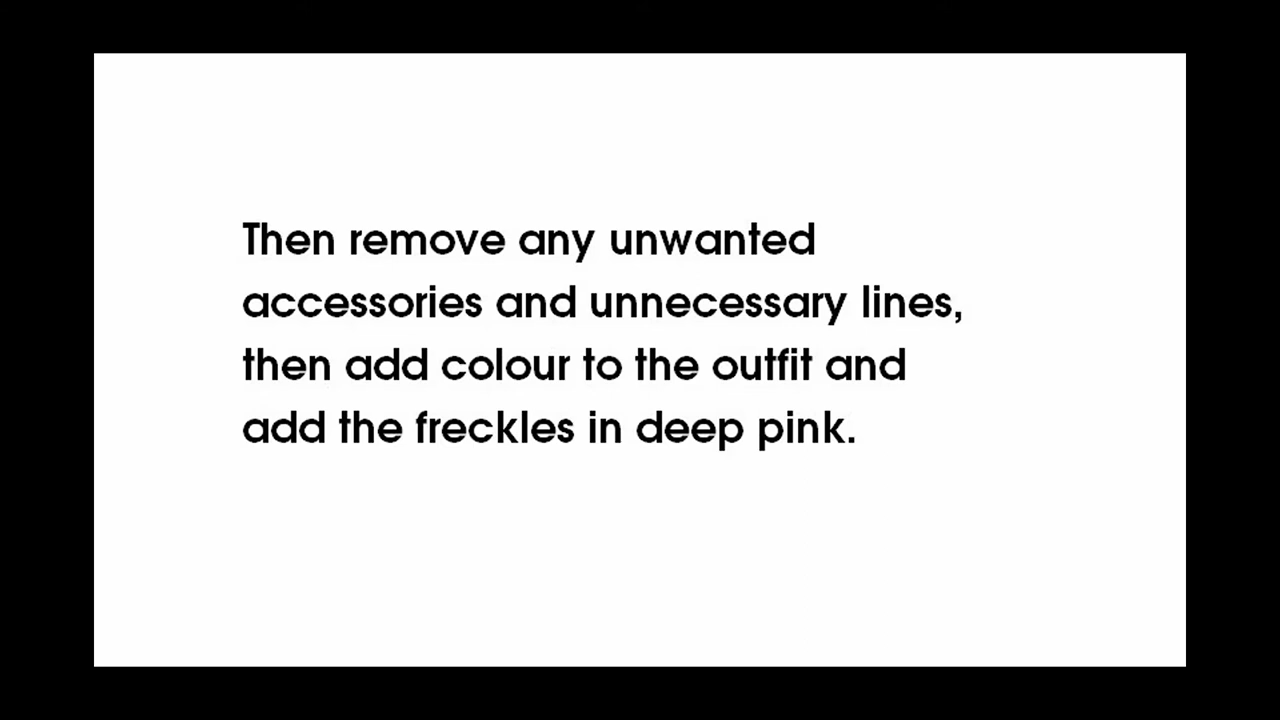 Then remove any unwanted
accessories and unnecessary lines,
then add colour to the outfit and
add the freckles in deep pink.